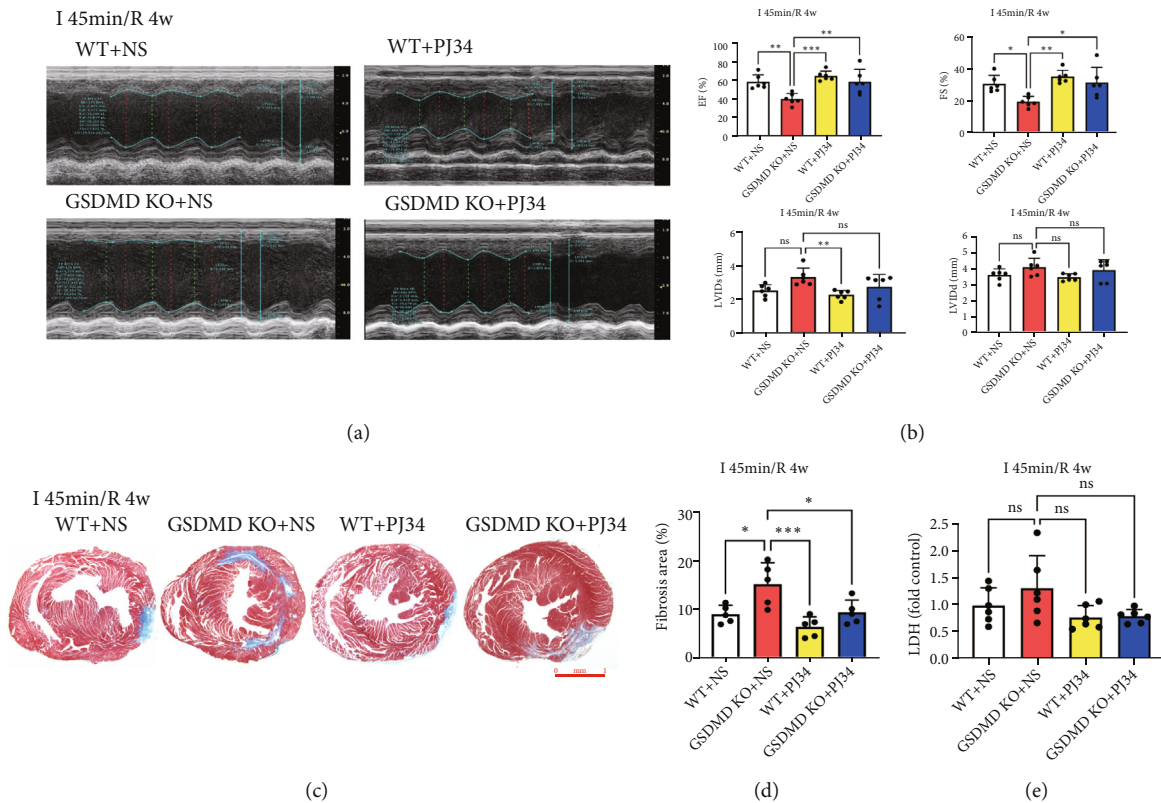 I 45min/R 4w
WT+NS
WT+PJ34
GSDMD KO+NS
GSDMD KO+PJ34
(a)
I 45min/R 4w
EF (%)
100
80
60
40
20
0
**
***
**
WT+NS
GSDMD KO+NS
WT+PJ34
GSDMD KO+PJ34
I 45min/R 4w
FS (%)
60
40
20
0
*
**
*
WT+NS
GSDMD KO+NS
WT+PJ34
GSDMD KO+PJ34
I 45min/R 4w
LVIDs (mm)
6
4
2
0
ns
**
ns
WT+NS
GSDMD KO+NS
WT+PJ34
GSDMD KO+PJ34
I 45min/R 4w
LVIDd (mm)
6
5
4
3
2
1
0
ns
ns
ns
WT+NS
GSDMD KO+NS
WT+PJ34
GSDMD KO+PJ34
(b)
I 45min/R 4w
WT+NS
GSDMD KO+NS
WT+PJ34
GSDMD KO+PJ34
0 mm 1
(c)
I 45min/R 4w
Fibrosis area (%)
30
20
10
0
*
***
*
WT+NS
GSDMD KO+NS
WT+PJ34
GSDMD KO+PJ34
(d)
I 45min/R 4w
LDH (fold control)
2.5
2.0
1.5
1.0
0.5
0.0
ns
ns
ns
WT+NS
GSDMD KO+NS
WT+PJ34
GSDMD KO+PJ34
(e)